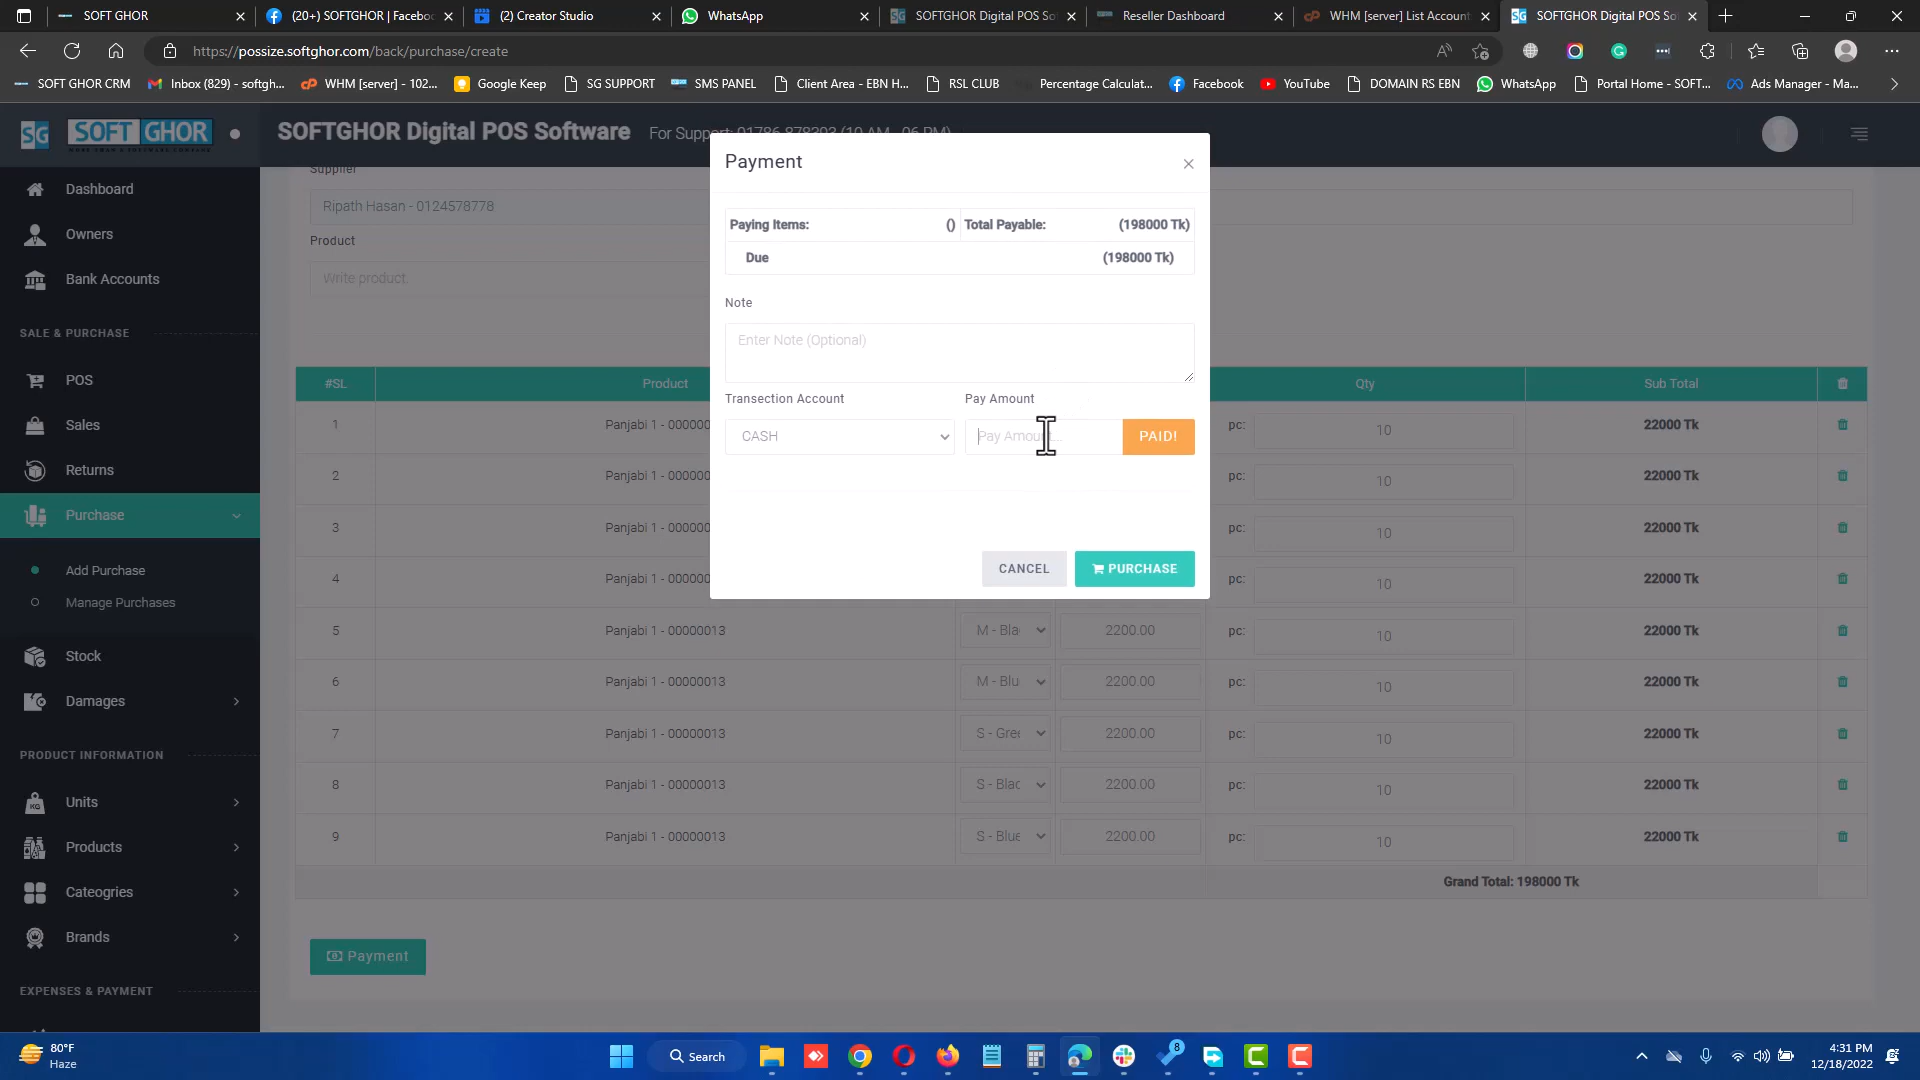 SOFT GHOR
(20+) SOFTGHOR | Facebo
(2) Creator Studio
WhatsApp
SOFTGHOR Digital POS So
Reseller Dashboard
WHM [server] List Account
SOFTGHOR Digital POS So
https://possize.softghor.com/back/purchase/create
SOFT GHOR CRM
Inbox (829) - softgh...
WHM [server] - 102...
Google Keep
SG SUPPORT
SMS PANEL
Client Area - EBN H...
RSL CLUB
Percentage Calculat...
Facebook
YouTube
DOMAIN RS EBN
WhatsApp
Portal Home - SOFT...
Ads Manager - Ma...
SG SOFT GHOR
SOFTGHOR Digital POS Software
For Support: 01786 878393 (10 AM - 06 PM)
Dashboard
Owners
Bank Accounts
SALE & PURCHASE
POS
Sales
Returns
Purchase
Add Purchase
Manage Purchases
Stock
Damages
PRODUCT INFORMATION
Units
Products
Cateogries
Brands
EXPENSES & PAYMENT
Supplier
Ripath Hasan - 0124578778
Product
Write product.
Payment
×
Paying Items: () Total Payable: (198000 Tk)
Due (198000 Tk)
Note
Enter Note (Optional)
Transection Account
Pay Amount
CASH
Pay Amount...
PAID!
CANCEL
PURCHASE
#SL Product Qty Sub Total
1 Panjabi 1 - 0000000 pc: 10 22000 Tk
2 Panjabi 1 - 0000000 pc: 10 22000 Tk
3 Panjabi 1 - 0000000 pc: 10 22000 Tk
4 Panjabi 1 - 0000000 pc: 10 22000 Tk
5 Panjabi 1 - 00000013 M - Bla 2200.00 pc: 10 22000 Tk
6 Panjabi 1 - 00000013 M - Blu 2200.00 pc: 10 22000 Tk
7 Panjabi 1 - 00000013 S - Gree 2200.00 pc: 10 22000 Tk
8 Panjabi 1 - 00000013 S - Blac 2200.00 pc: 10 22000 Tk
9 Panjabi 1 - 00000013 S - Blue 2200.00 pc: 10 22000 Tk
Grand Total: 198000 Tk
Payment
80°F
Haze
Search
8
4:31 PM
12/18/2022